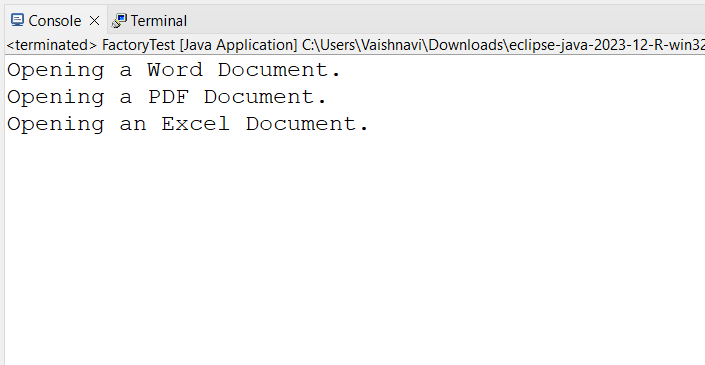 Console Terminal
<terminated> FactoryTest [Java Application] C:\Users\Vaishnavi\Downloads\eclipse-java-2023-12-R-win32
Opening a Word Document.
Opening a PDF Document.
Opening an Excel Document.